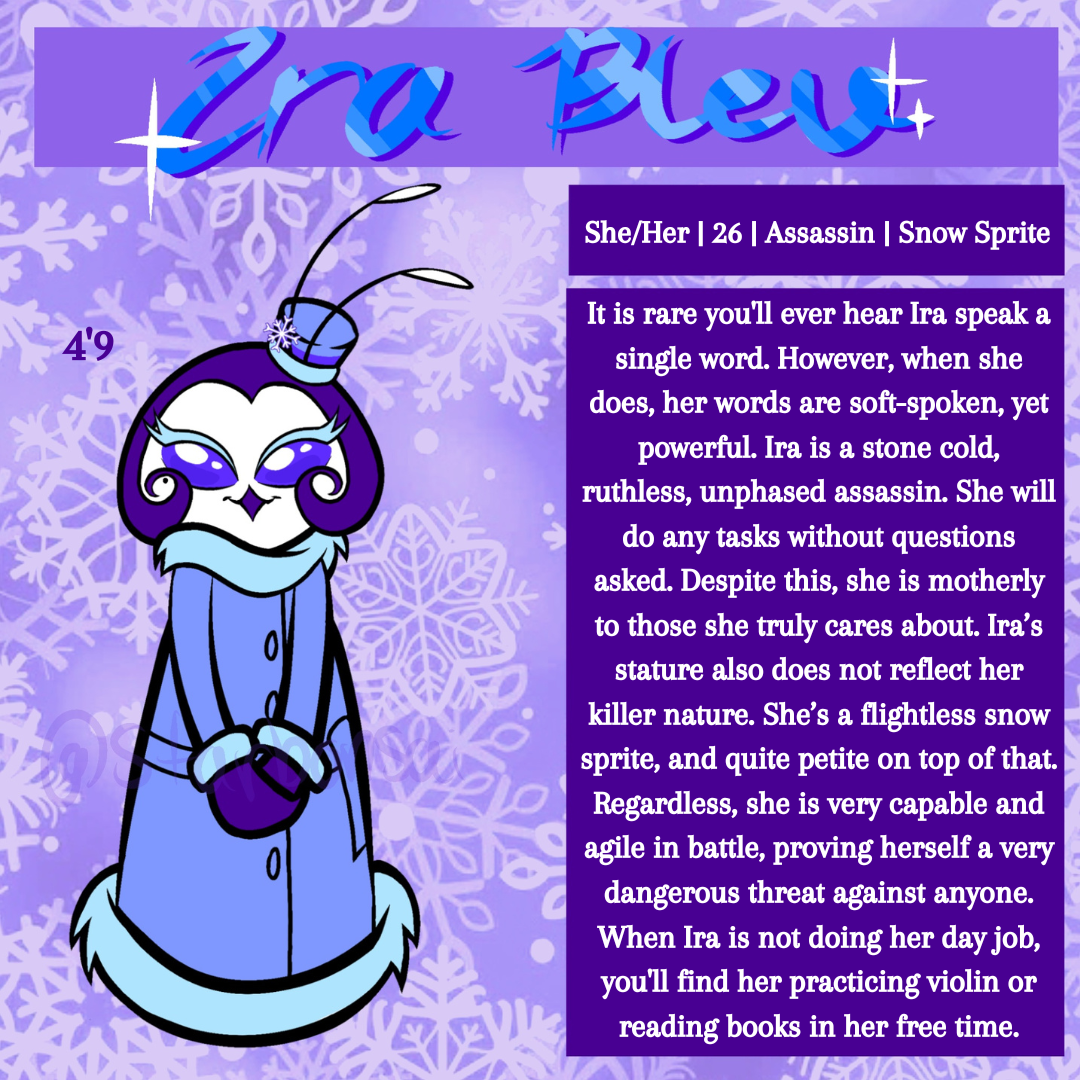 Ira Bleu
She/Her | 26 | Assassin | Snow Sprite
4'9
It is rare you'll ever hear Ira speak a
single word. However, when she
does, her words are soft-spoken, yet
powerful. Ira is a stone cold,
ruthless, unphased assassin. She will
do any tasks without questions
asked. Despite this, she is motherly
to those she truly cares about. Ira’s
stature also does not reflect her
killer nature. She’s a flightless snow
sprite, and quite petite on top of that.
Regardless, she is very capable and
agile in battle, proving herself a very
dangerous threat against anyone.
When Ira is not doing her day job,
you'll find her practicing violin or
reading books in her free time.